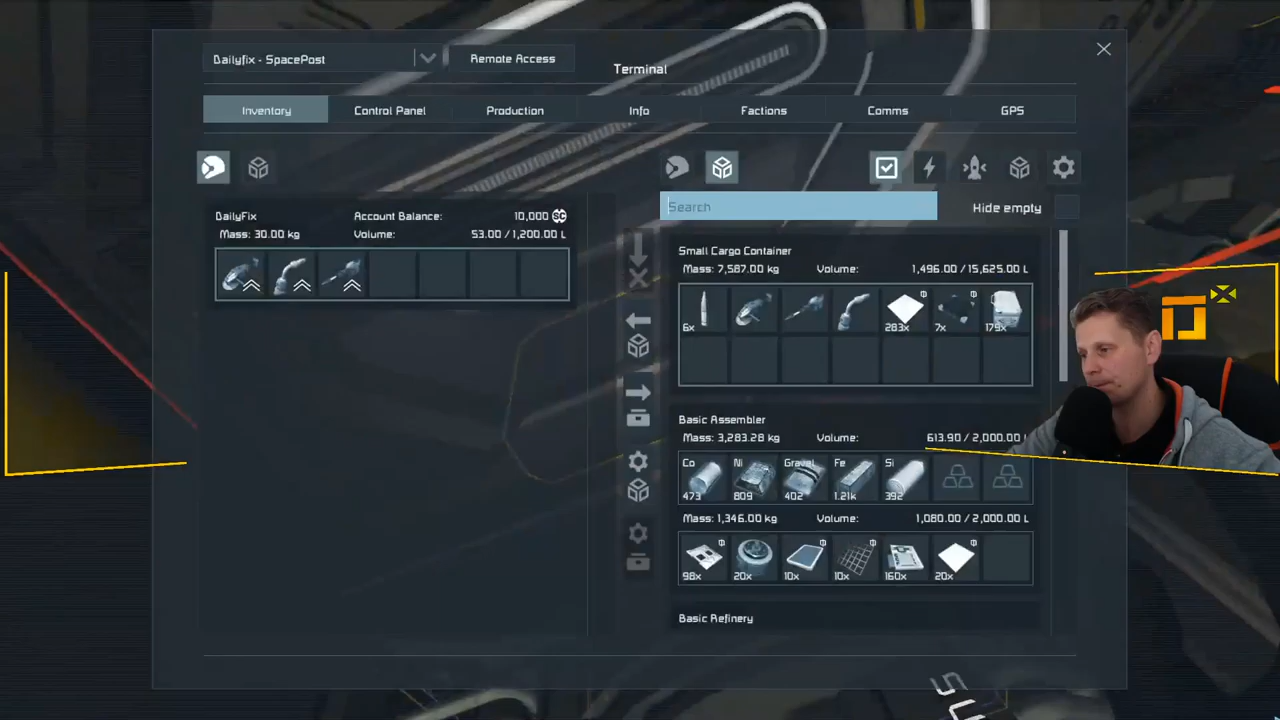 Dailyfix - SpacePost
Remote Access
Terminal
Inventory
Control Panel
Production
Info
Factions
Comms
GPS
Search
Hide empty
DailyFix
Account Balance:
10,000 SC
Mass: 30.00 kg
Volume:
53.00 / 1,200.00 L
Small Cargo Container
Mass: 7,587.00 kg
Volume:
1,496.00 / 15,625.00 L
6x
283x
7x
179x
Basic Assembler
Mass: 3,283.28 kg
Volume:
613.90 / 2,000.00 L
Co
Ni
Gravel
Fe
Si
473
809
402
1.21k
392
Mass: 1,346.00 kg
Volume:
1,080.00 / 2,000.00 L
98x
20x
10x
10x
160x
20x
Basic Refinery